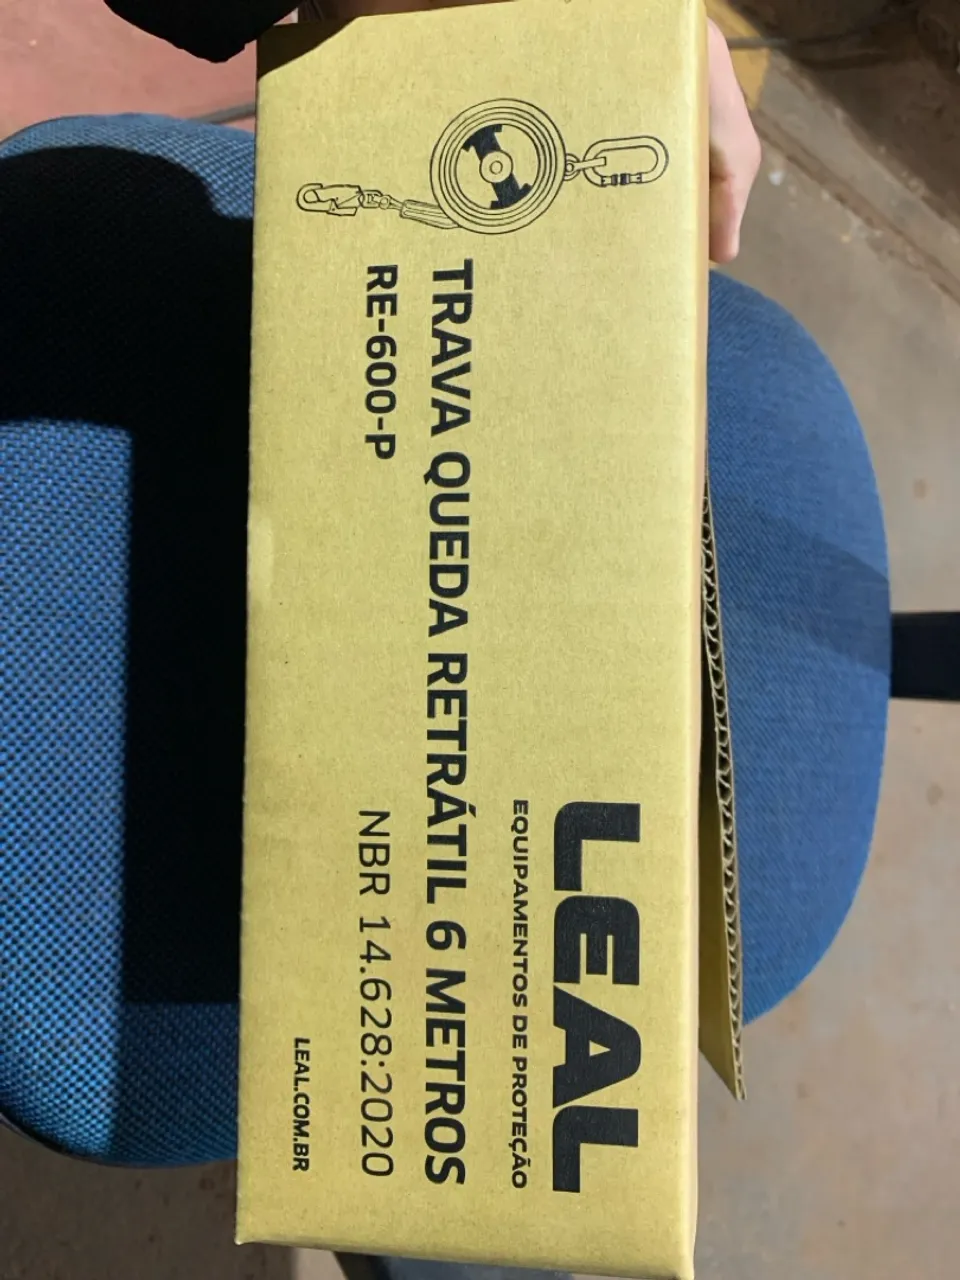 LEAL
EQUIPAMENTOS DE PROTEÇÃO
TRAVA QUEDA RETRÁTIL 6 METROS
RE-600-P
NBR 14.628:2020
LEAL.COM.BR